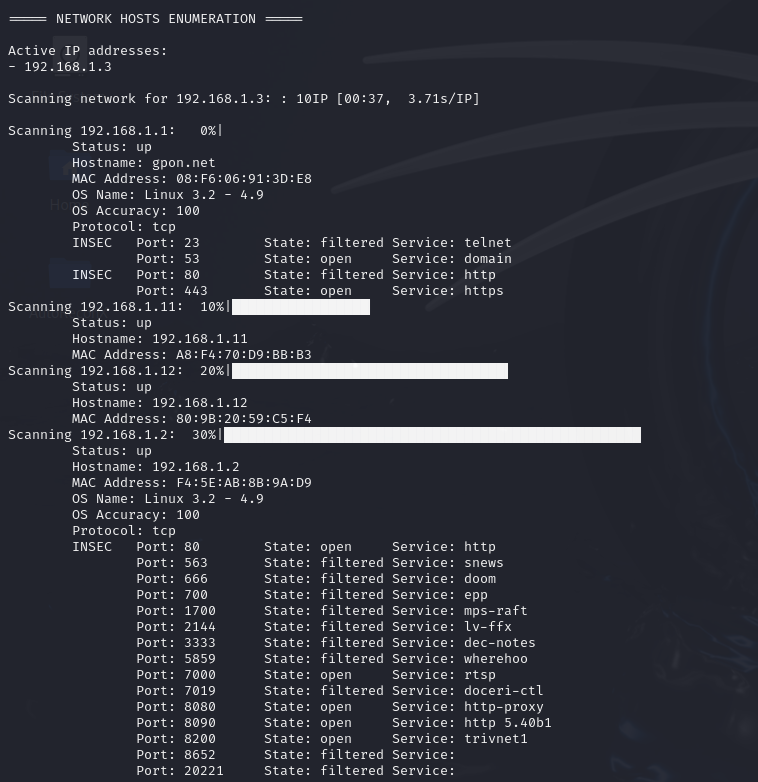 ===== NETWORK HOSTS ENUMERATION =====
Active IP addresses:
- 192.168.1.3
Scanning network for 192.168.1.3: : 10IP [00:37,  3.71s/IP]
Scanning 192.168.1.1:   0%|
Status: up
Hostname: gpon.net
MAC Address: 08:F6:06:91:3D:E8
OS Name: Linux 3.2 - 4.9
OS Accuracy: 100
Protocol: tcp
INSEC   Port: 23        State: filtered Service: telnet
Port: 53        State: open     Service: domain
INSEC   Port: 80        State: filtered Service: http
Port: 443       State: open     Service: https
Scanning 192.168.1.11:  10%|
Status: up
Hostname: 192.168.1.11
MAC Address: A8:F4:70:D9:BB:B3
Scanning 192.168.1.12:  20%|
Status: up
Hostname: 192.168.1.12
MAC Address: 80:9B:20:59:C5:F4
Scanning 192.168.1.2:  30%|
Status: up
Hostname: 192.168.1.2
MAC Address: F4:5E:AB:8B:9A:D9
OS Name: Linux 3.2 - 4.9
OS Accuracy: 100
Protocol: tcp
INSEC   Port: 80        State: open     Service: http
Port: 563       State: filtered Service: snews
Port: 666       State: filtered Service: doom
Port: 700       State: filtered Service: epp
Port: 1700      State: filtered Service: mps-raft
Port: 2144      State: filtered Service: lv-ffx
Port: 3333      State: filtered Service: dec-notes
Port: 5859      State: filtered Service: wherehoo
Port: 7000      State: open     Service: rtsp
Port: 7019      State: filtered Service: doceri-ctl
Port: 8080      State: open     Service: http-proxy
Port: 8090      State: open     Service: http 5.40b1
Port: 8200      State: open     Service: trivnet1
Port: 8652      State: filtered Service:
Port: 20221     State: filtered Service: